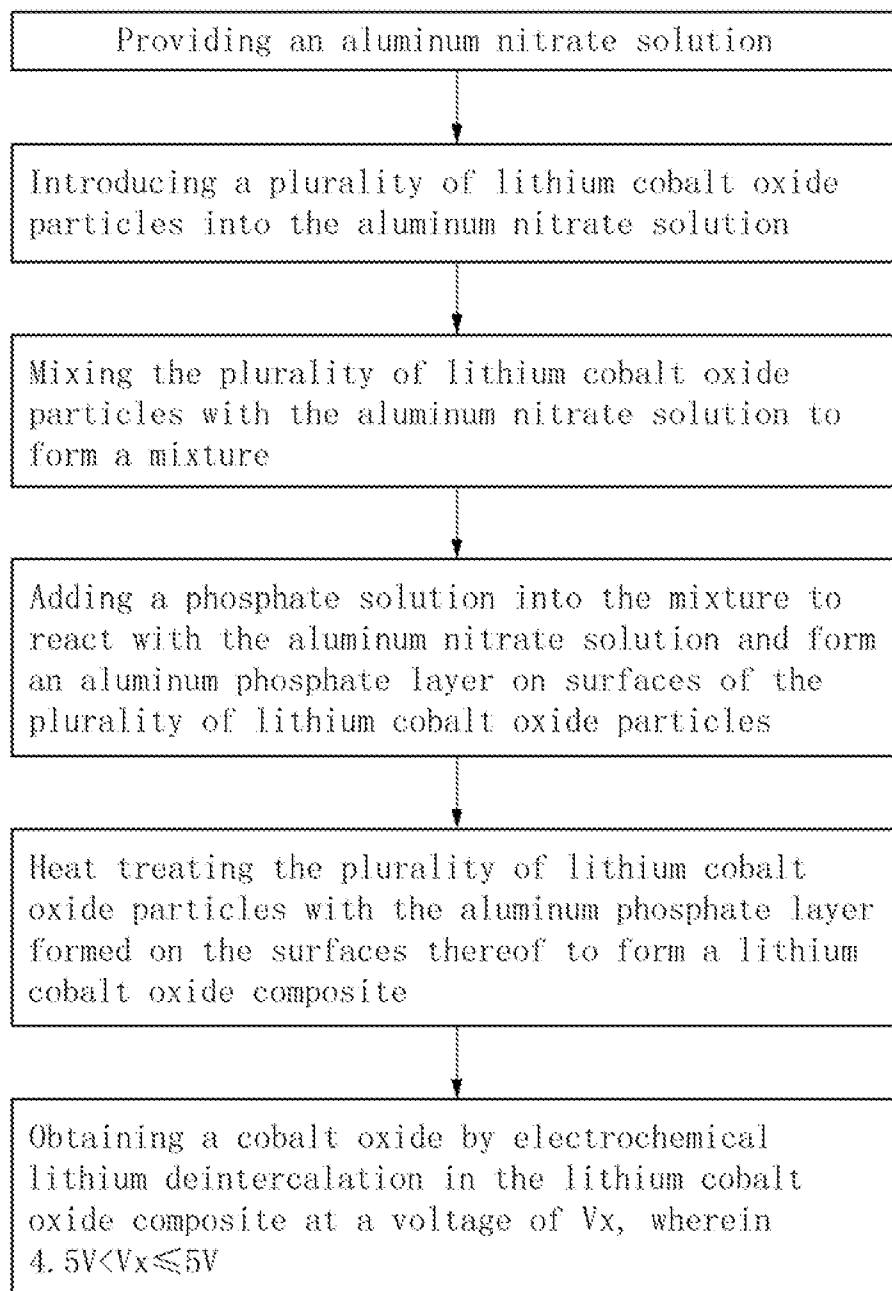 Providing an aluminum nitrate solution
Introducing a plurality of lithium cobalt oxide
particles into the aluminum nitrate solution
Mixing the plurality of lithium cobalt oxide
particles with the aluminum nitrate solution to
form a mixture
Adding a phosphate solution into the mixture to
react with the aluminum nitrate solution and form
an aluminum phosphate layer on surfaces of the
plurality of lithium cobalt oxide particles
Heat treating the plurality of lithium cobalt
oxide particles with the aluminum phosphate layer
formed on the surfaces thereof to form a lithium
cobalt oxide composite
Obtaining a cobalt oxide by electrochemical
lithium deintercalation in the lithium cobalt
oxide composite at a voltage of Vx, wherein
4.5V<Vx≦5V